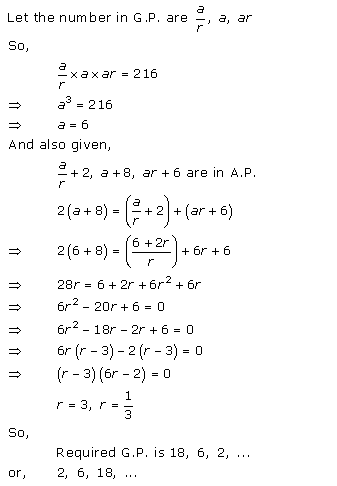 Let the number in G.P. are a/r, a, ar
So,
a/r × a × ar = 216
⇒ a³ = 216
⇒ a = 6
And also given,
a/r + 2, a + 8, ar + 6 are in A.P.
2(a + 8) = (a/r + 2) + (ar + 6)
⇒ 2(6 + 8) = ((6 + 2r)/r) + 6r + 6
⇒ 28r = 6 + 2r + 6r² + 6r
⇒ 6r² − 20r + 6 = 0
⇒ 6r² − 18r − 2r + 6 = 0
⇒ 6r(r − 3) − 2(r − 3) = 0
⇒ (r − 3)(6r − 2) = 0
r = 3, r = 1/3
So,
Required G.P. is 18, 6, 2, ...
or, 2, 6, 18, ...